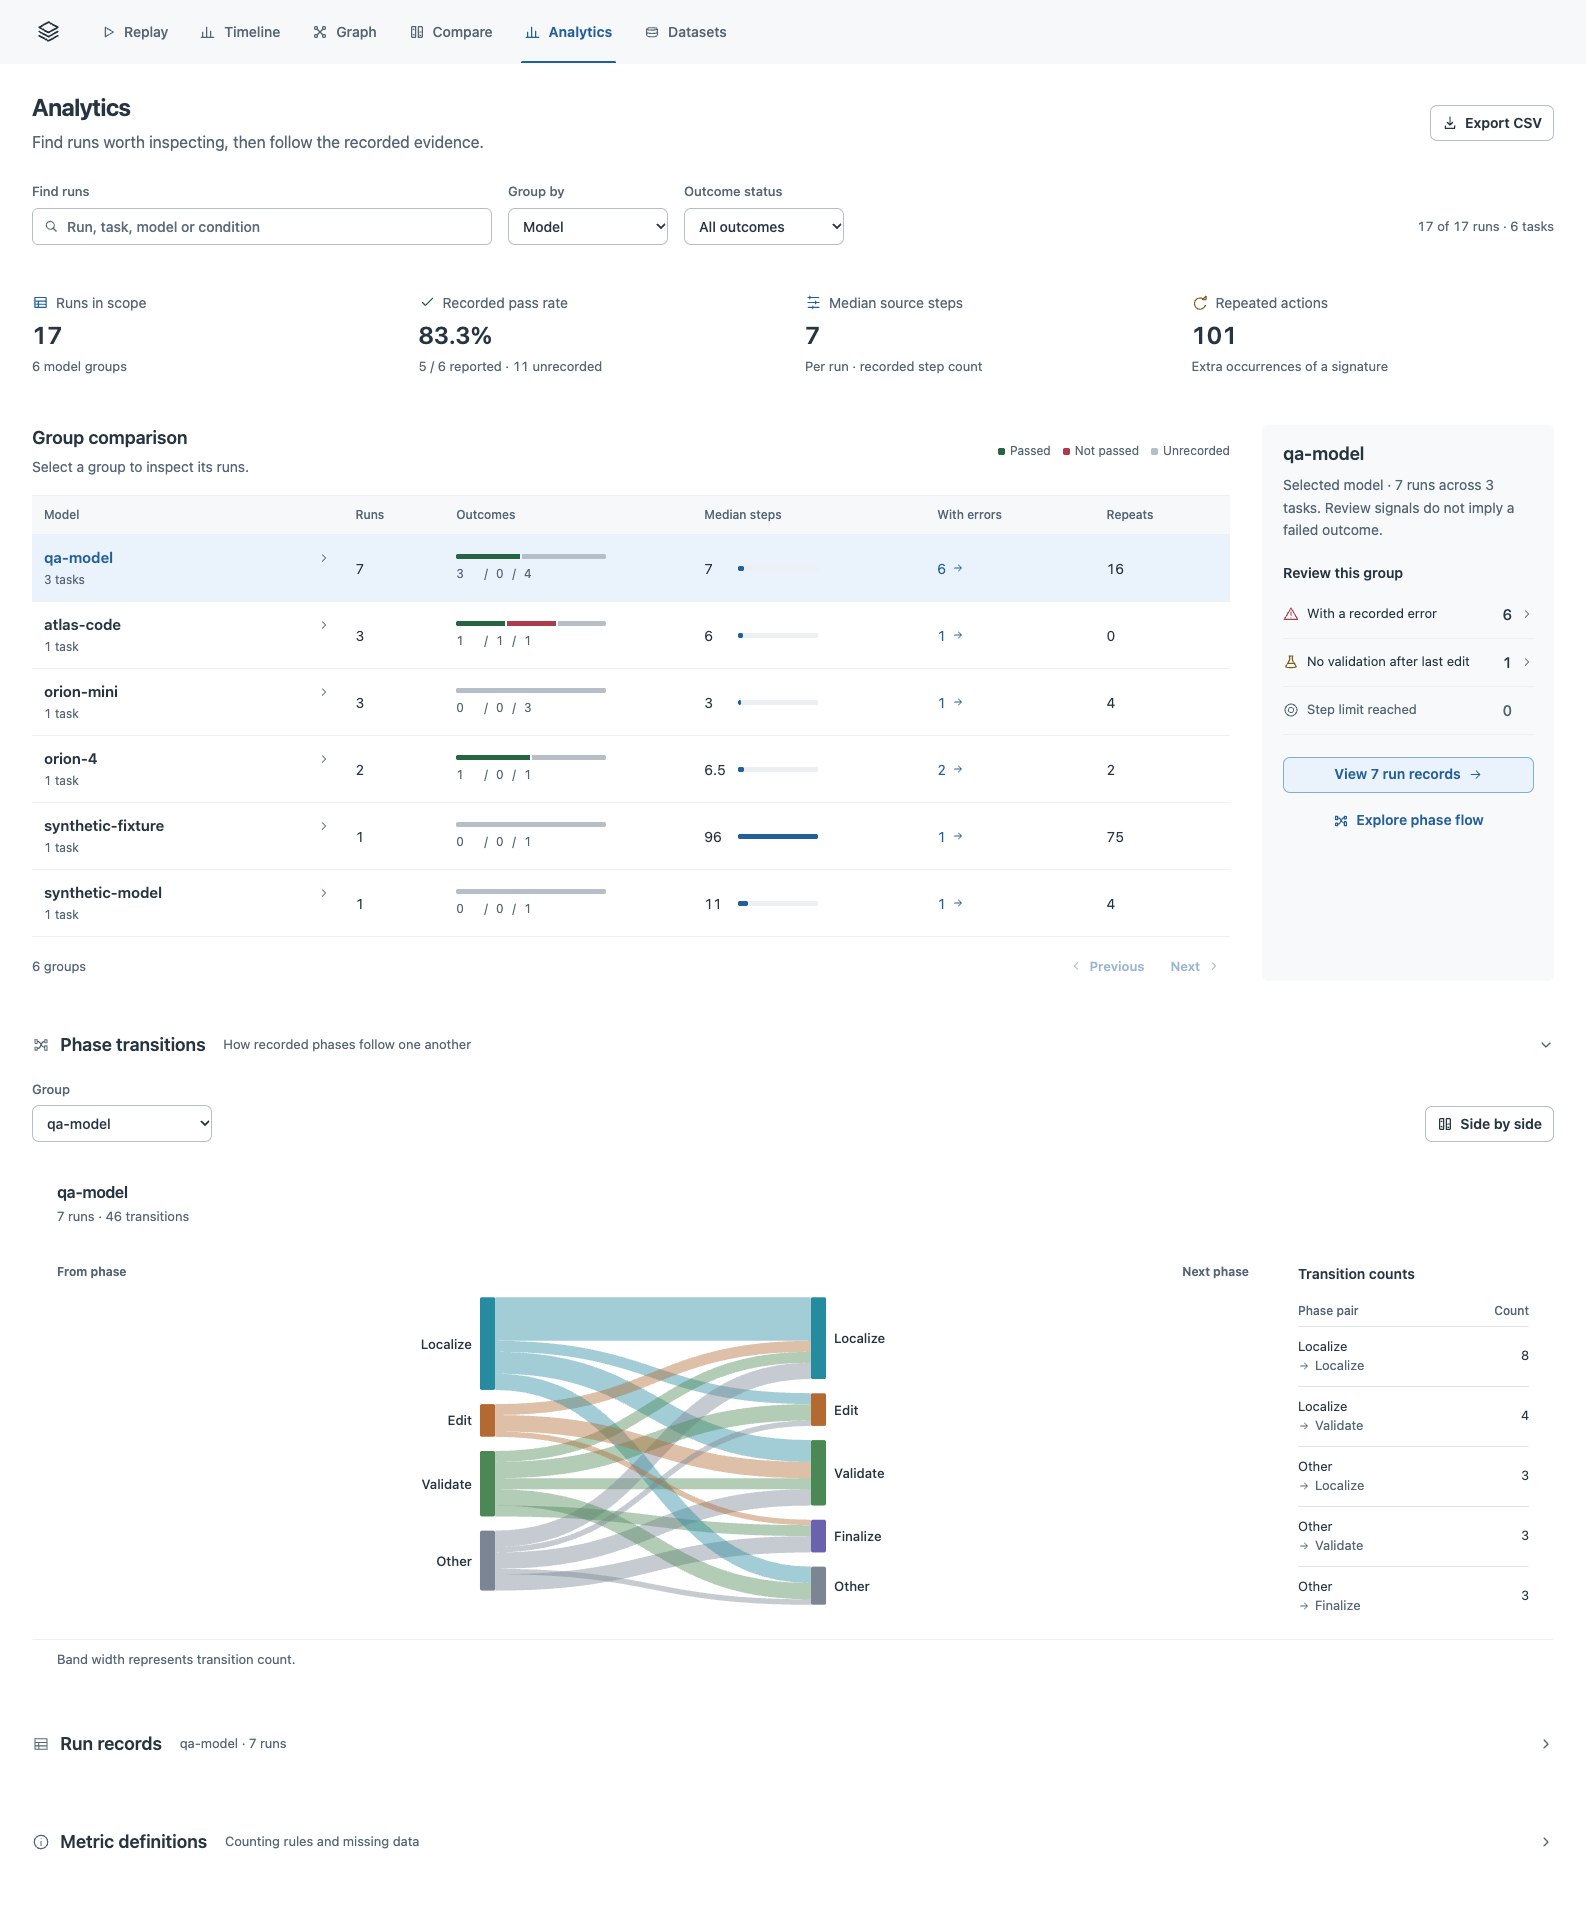 Replay
Timeline
Graph
Compare
Analytics
Datasets
Analytics
Find runs worth inspecting, then follow the recorded evidence.
Export CSV
Find runs
Group by
Outcome status
Run, task, model or condition
Model
All outcomes
17 of 17 runs · 6 tasks
Runs in scope
17
6 model groups
Recorded pass rate
83.3%
5 / 6 reported · 11 unrecorded
Median source steps
7
Per run · recorded step count
Repeated actions
101
Extra occurrences of a signature
Group comparison
Select a group to inspect its runs.
Passed Not passed Unrecorded
Model Runs Outcomes Median steps With errors Repeats
qa-model
3 tasks
7
3 / 0 / 4
7
6 →
16
atlas-code
1 task
3
1 / 1 / 1
6
1 →
0
orion-mini
1 task
3
0 / 0 / 3
3
1 →
4
orion-4
1 task
2
1 / 0 / 1
6.5
2 →
2
synthetic-fixture
1 task
1
0 / 0 / 1
96
1 →
75
synthetic-model
1 task
1
0 / 0 / 1
11
1 →
4
6 groups
Previous Next
qa-model
Selected model · 7 runs across 3
tasks. Review signals do not imply a
failed outcome.
Review this group
With a recorded error 6
No validation after last edit 1
Step limit reached 0
View 7 run records →
Explore phase flow
Phase transitions How recorded phases follow one another
Group
qa-model
Side by side
qa-model
7 runs · 46 transitions
From phase
Next phase
Localize
Edit
Validate
Other
Localize
Edit
Validate
Finalize
Other
Transition counts
Phase pair Count
Localize
→ Localize
8
Localize
→ Validate
4
Other
→ Localize
3
Other
→ Validate
3
Other
→ Finalize
3
Band width represents transition count.
Run records qa-model · 7 runs
Metric definitions Counting rules and missing data